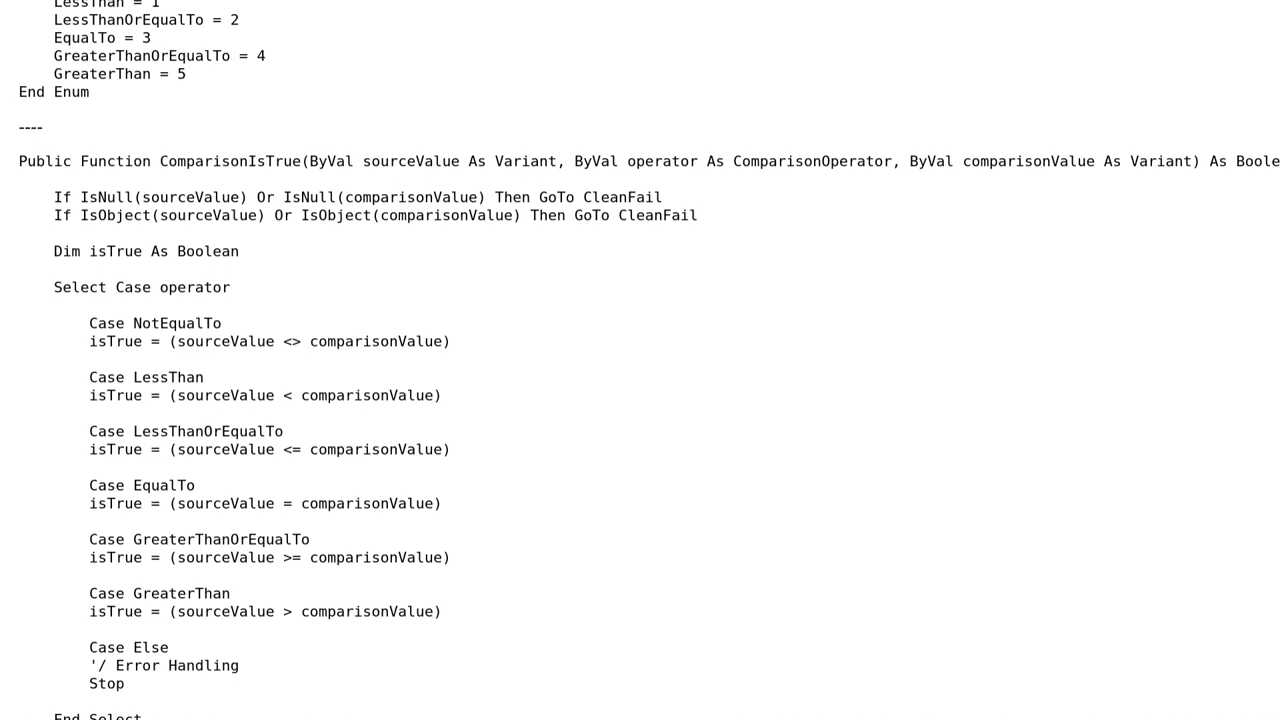 LessThan = 1
LessThanOrEqualTo = 2
EqualTo = 3
GreaterThanOrEqualTo = 4
GreaterThan = 5
End Enum
----
Public Function ComparisonIsTrue(ByVal sourceValue As Variant, ByVal operator As ComparisonOperator, ByVal comparisonValue As Variant) As Boole
If IsNull(sourceValue) Or IsNull(comparisonValue) Then GoTo CleanFail
If IsObject(sourceValue) Or IsObject(comparisonValue) Then GoTo CleanFail
Dim isTrue As Boolean
Select Case operator
Case NotEqualTo
isTrue = (sourceValue <> comparisonValue)
Case LessThan
isTrue = (sourceValue < comparisonValue)
Case LessThanOrEqualTo
isTrue = (sourceValue <= comparisonValue)
Case EqualTo
isTrue = (sourceValue = comparisonValue)
Case GreaterThanOrEqualTo
isTrue = (sourceValue >= comparisonValue)
Case GreaterThan
isTrue = (sourceValue > comparisonValue)
Case Else
'/ Error Handling
Stop
End Select